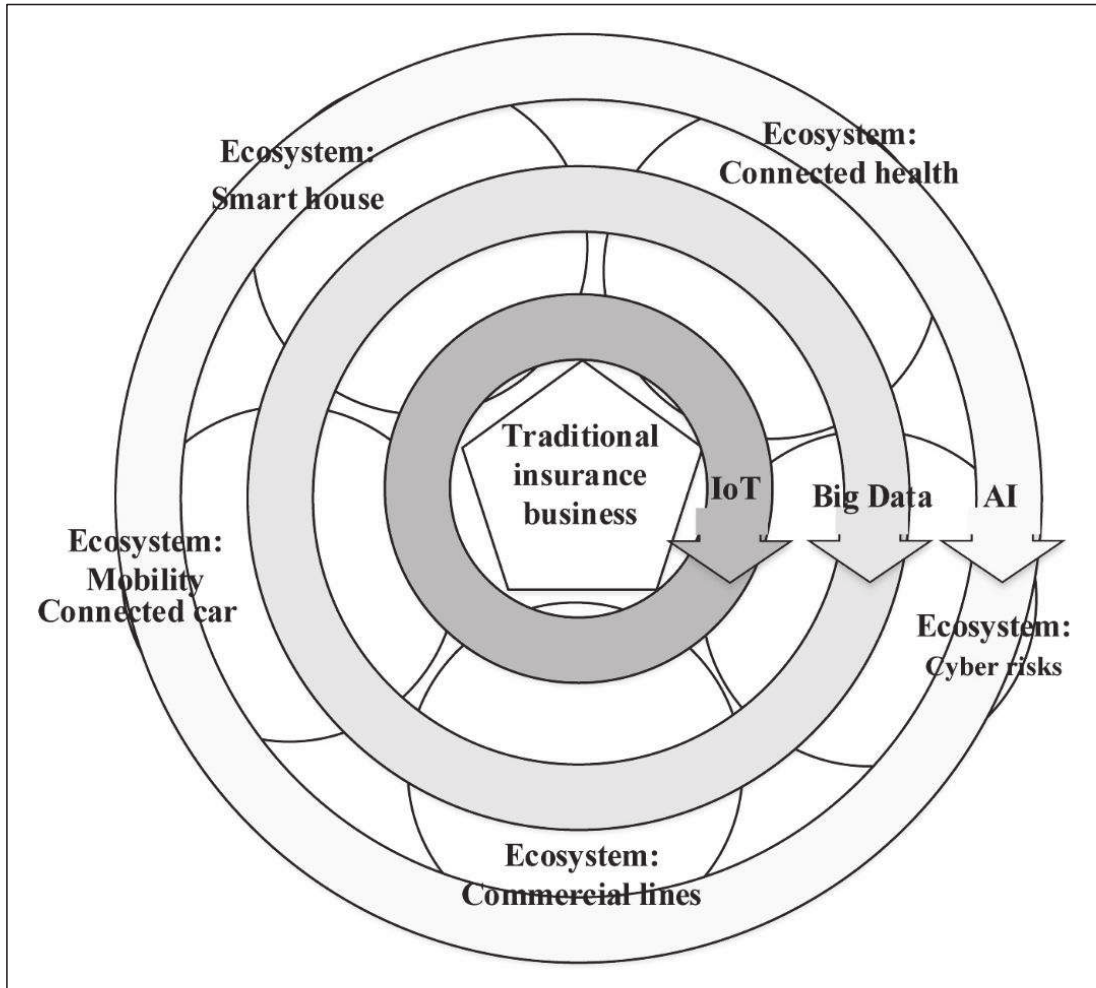 Ecosystem:
Smart house
Ecosystem:
Connected health
Traditional
insurance
business
IoT
Big Data
AI
Ecosystem:
Mobility
Connected car
Ecosystem:
Cyber risks
Ecosystem:
Commereial lines